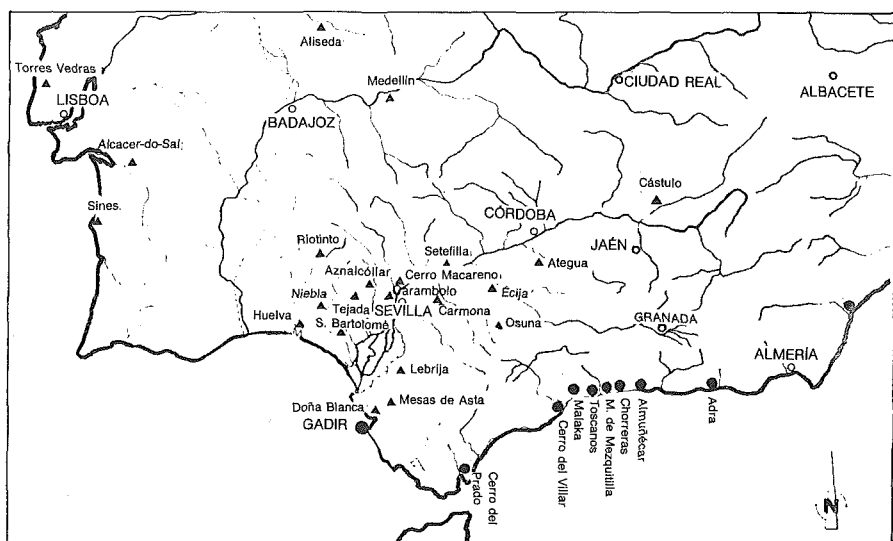 Aliseda
Torres Vedras
LISBOA
Medellín
CIUDAD REAL
ALBACETE
BADAJOZ
Alcacer-do-Sal
Sines.
Cástulo
CÓRDOBA
JAÉN
Riotinto
Setefilla
Ategua
Aznalcóllar
Cerro Macareno
Niebla
Carambolo
Écija
Tejada
SEVILLA
Carmona
Huelva
S. Bartolomé
Osuna
GRANADA
ALMERÍA
Lebrija
Doña Blanca
Mesas de Asta
GADIR
Cerro del
Prado
Cerro del Villar
Malaka
Toscanos
M. de Mezquitilla
Chorreras
Almuñécar
Adra
N